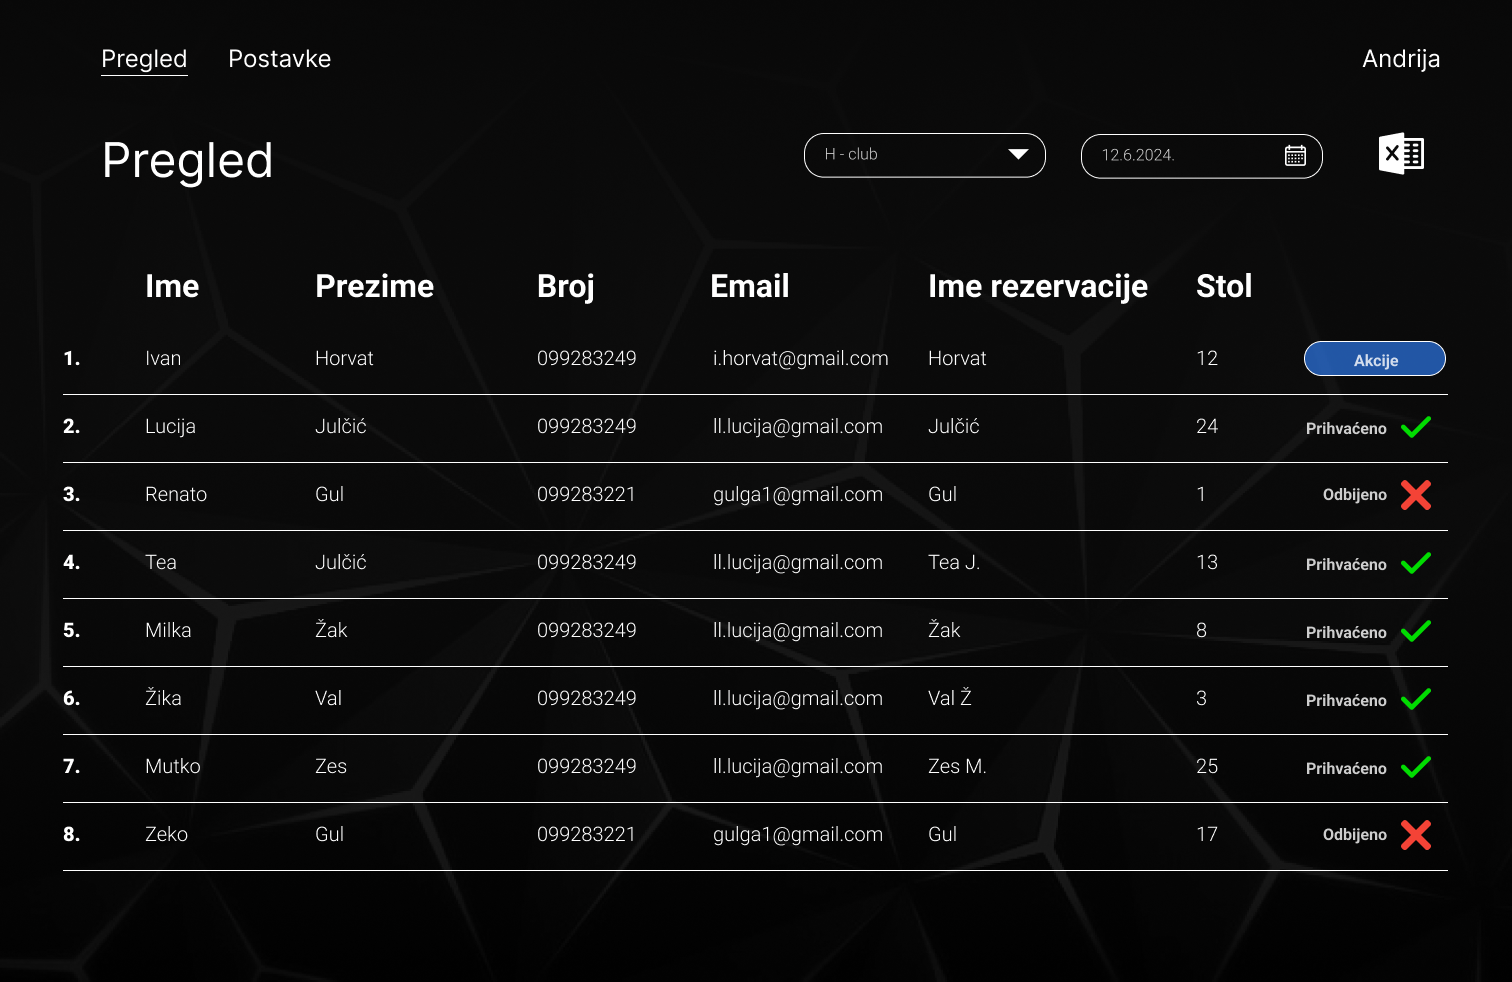 Pregled Postavke Andrija
Pregled H - club 12.6.2024. X
Ime Prezime Broj Email Ime rezervacije Stol
1. Ivan Horvat 099283249 i.horvat@gmail.com Horvat 12 Akcije
2. Lucija Julčić 099283249 ll.lucija@gmail.com Julčić 24 Prihvaćeno
3. Renato Gul 099283221 gulga1@gmail.com Gul 1 Odbijeno
4. Tea Julčić 099283249 ll.lucija@gmail.com Tea J. 13 Prihvaćeno
5. Milka Žak 099283249 ll.lucija@gmail.com Žak 8 Prihvaćeno
6. Žika Val 099283249 ll.lucija@gmail.com Val Ž 3 Prihvaćeno
7. Mutko Zes 099283249 ll.lucija@gmail.com Zes M. 25 Prihvaćeno
8. Zeko Gul 099283221 gulga1@gmail.com Gul 17 Odbijeno